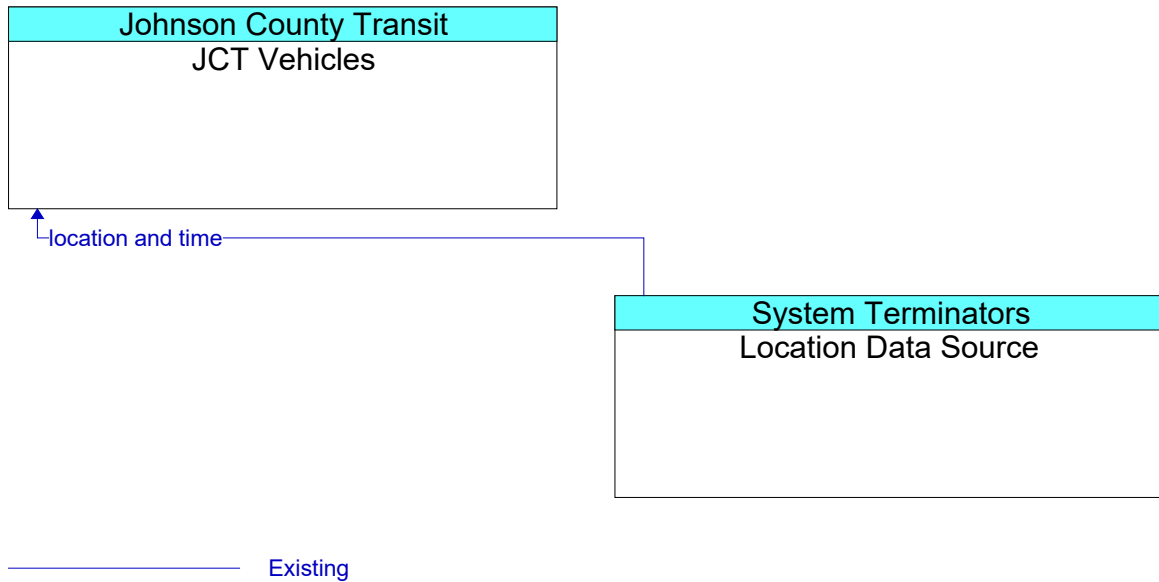 Johnson County Transit
JCT Vehicles
location and time
System Terminators
Location Data Source
Existing